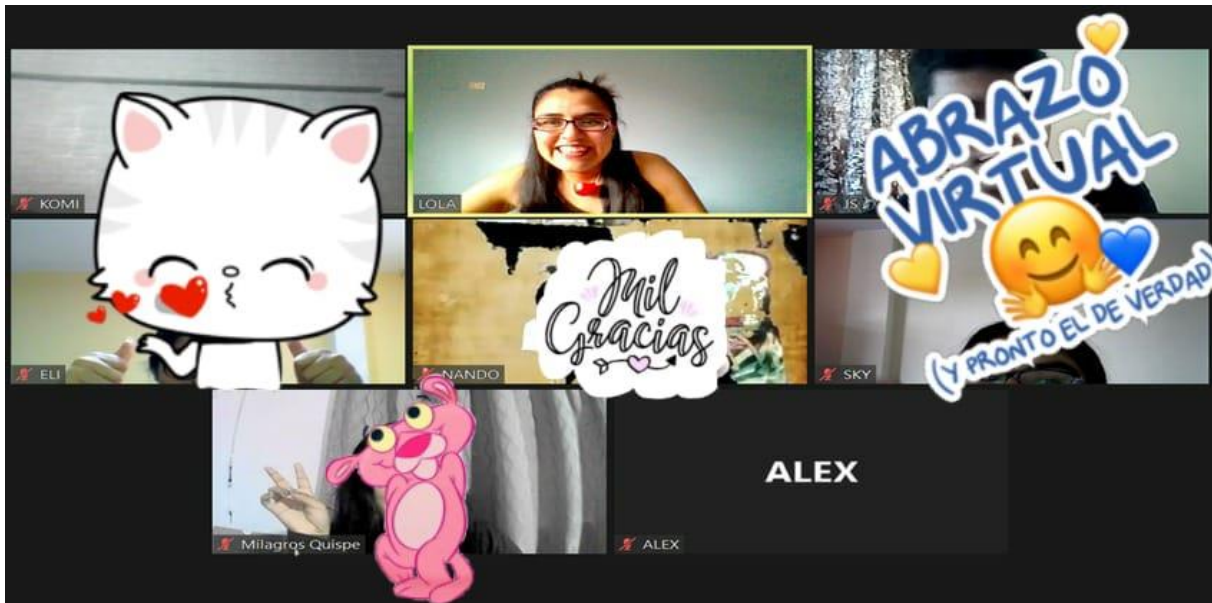 KOMI
LOLA
JS
ABRAZO
VIRTUAL
(Y PRONTO EL DE VERDAD)
ELI
Mil
Gracias
NANDO
SKY
Milagros Quispe
ALEX
ALEX